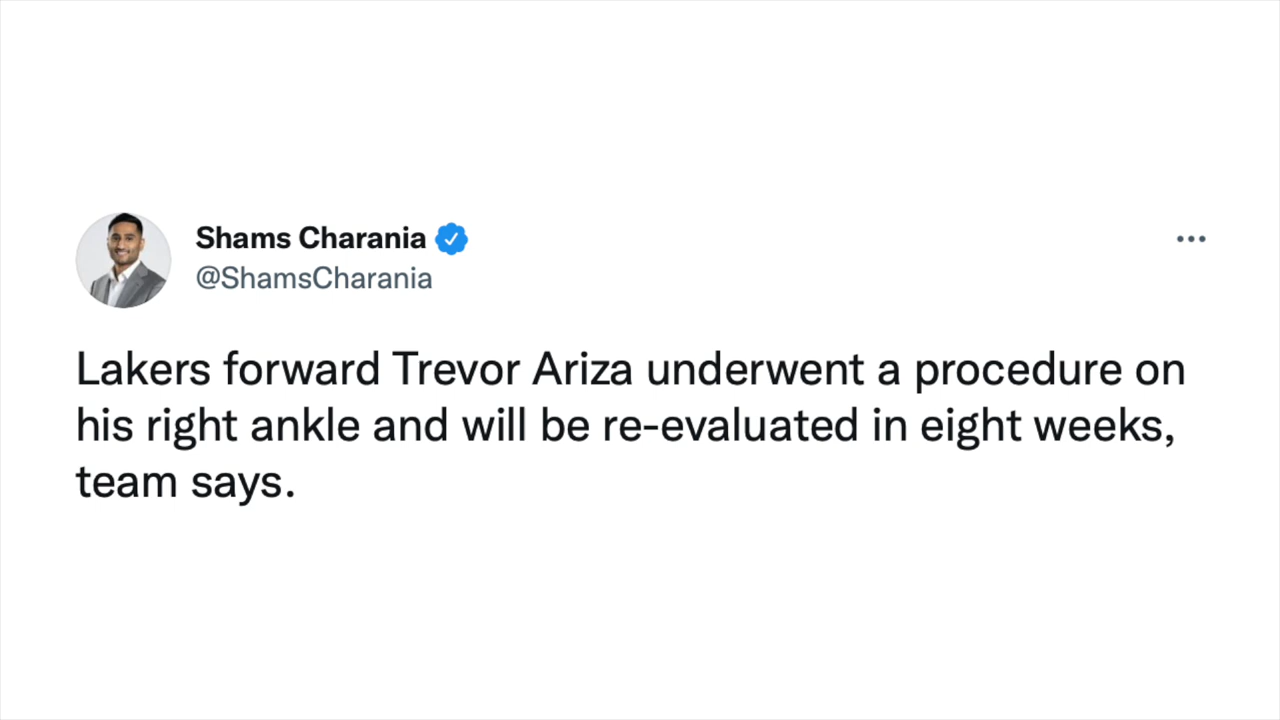 Shams Charania
@ShamsCharania
Lakers forward Trevor Ariza underwent a procedure on
his right ankle and will be re-evaluated in eight weeks,
team says.